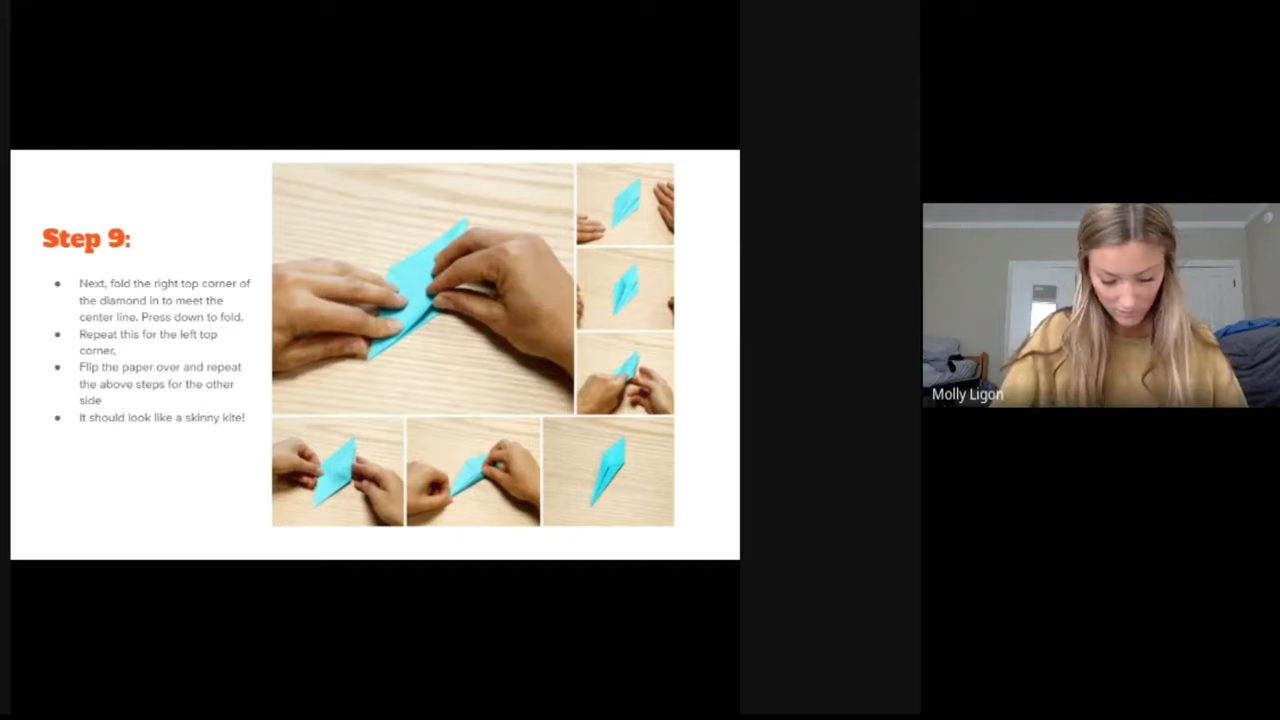 Step 9:
● Next, fold the right top corner of
the diamond in to meet the
center line. Press down to fold.
● Repeat this for the left top
corner,
● Flip the paper over and repeat
the above steps for the other
side
● It should look like a skinny kite!
Molly Ligon